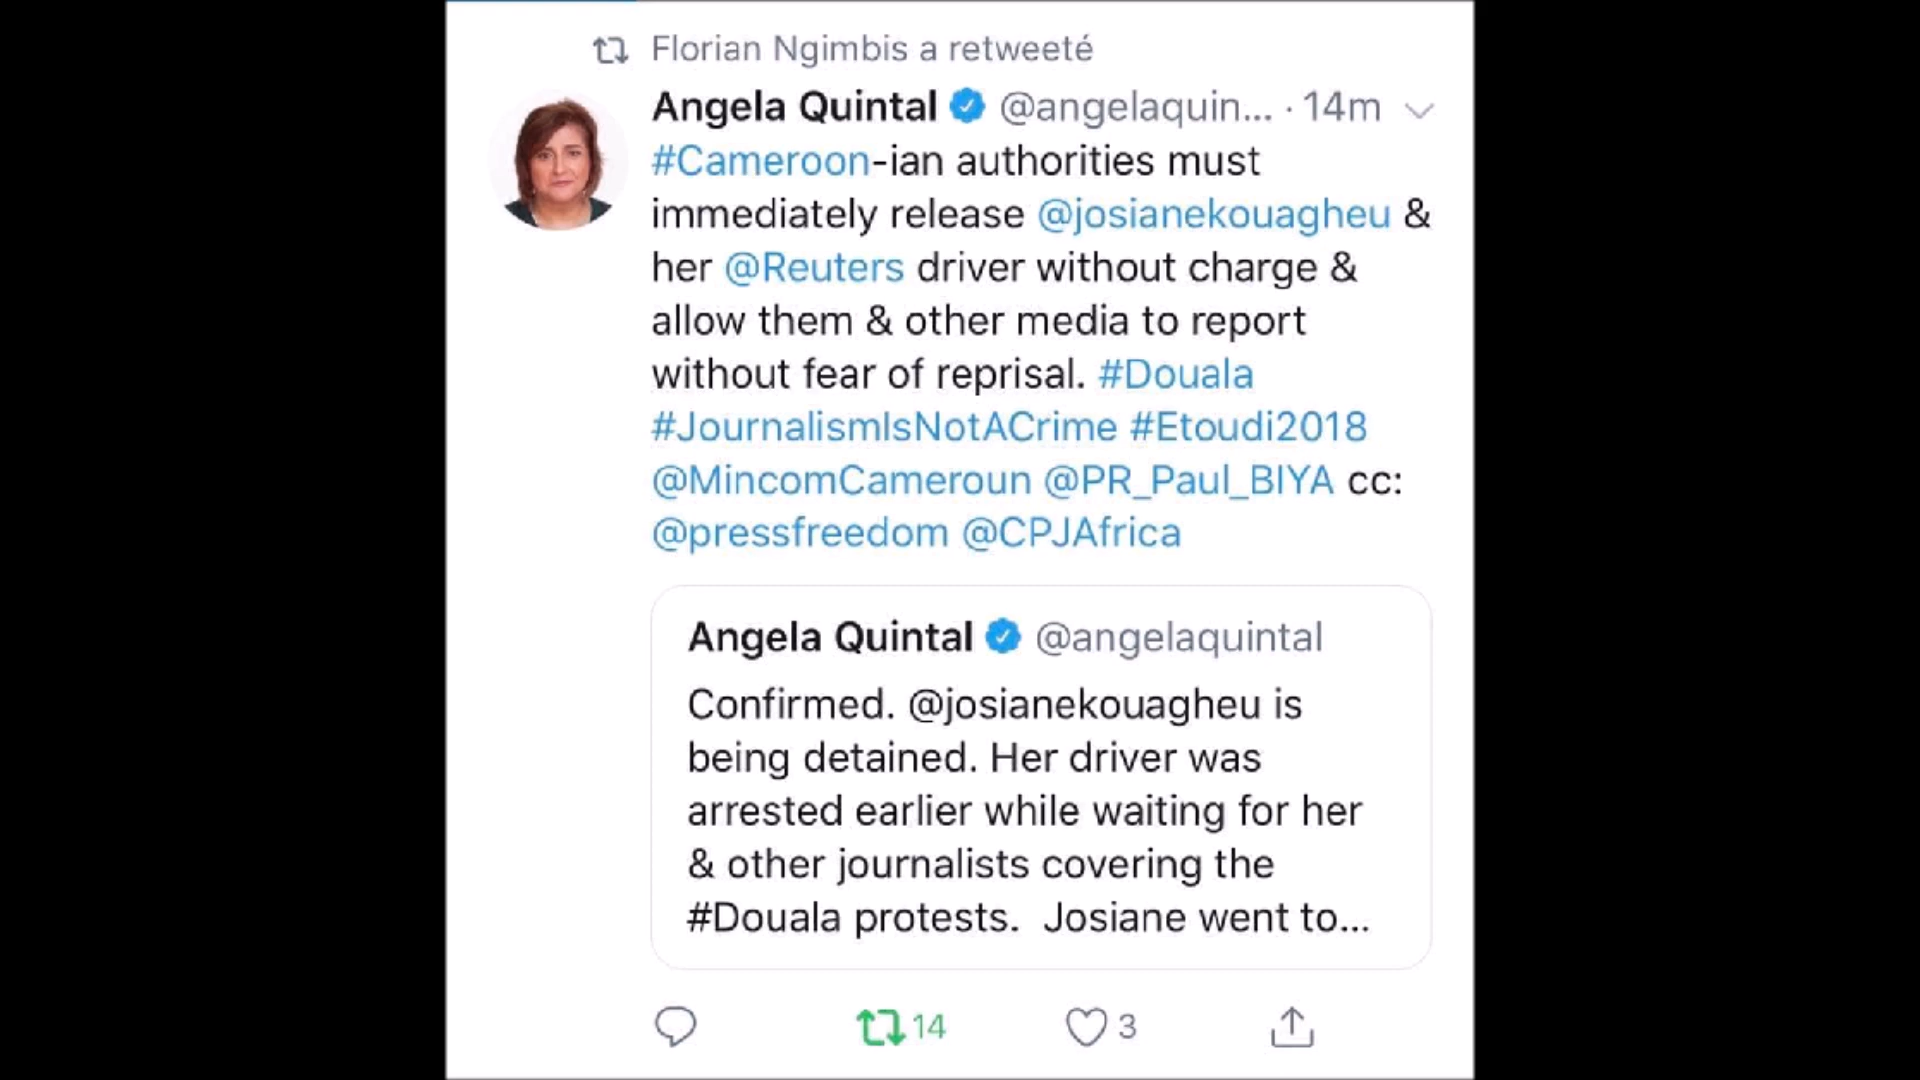 Florian Ngimbis a retweeté
Angela Quintal @angelaquin... · 14m
#Cameroon-ian authorities must
immediately release @josianekouagheu &
her @Reuters driver without charge &
allow them & other media to report
without fear of reprisal. #Douala
#JournalismIsNotACrime #Etoudi2018
@MincomCameroun @PR_Paul_BIYA cc:
@pressfreedom @CPJAfrica
Angela Quintal @angelaquintal
Confirmed. @josianekouagheu is
being detained. Her driver was
arrested earlier while waiting for her
& other journalists covering the
#Douala protests. Josiane went to...
14 3